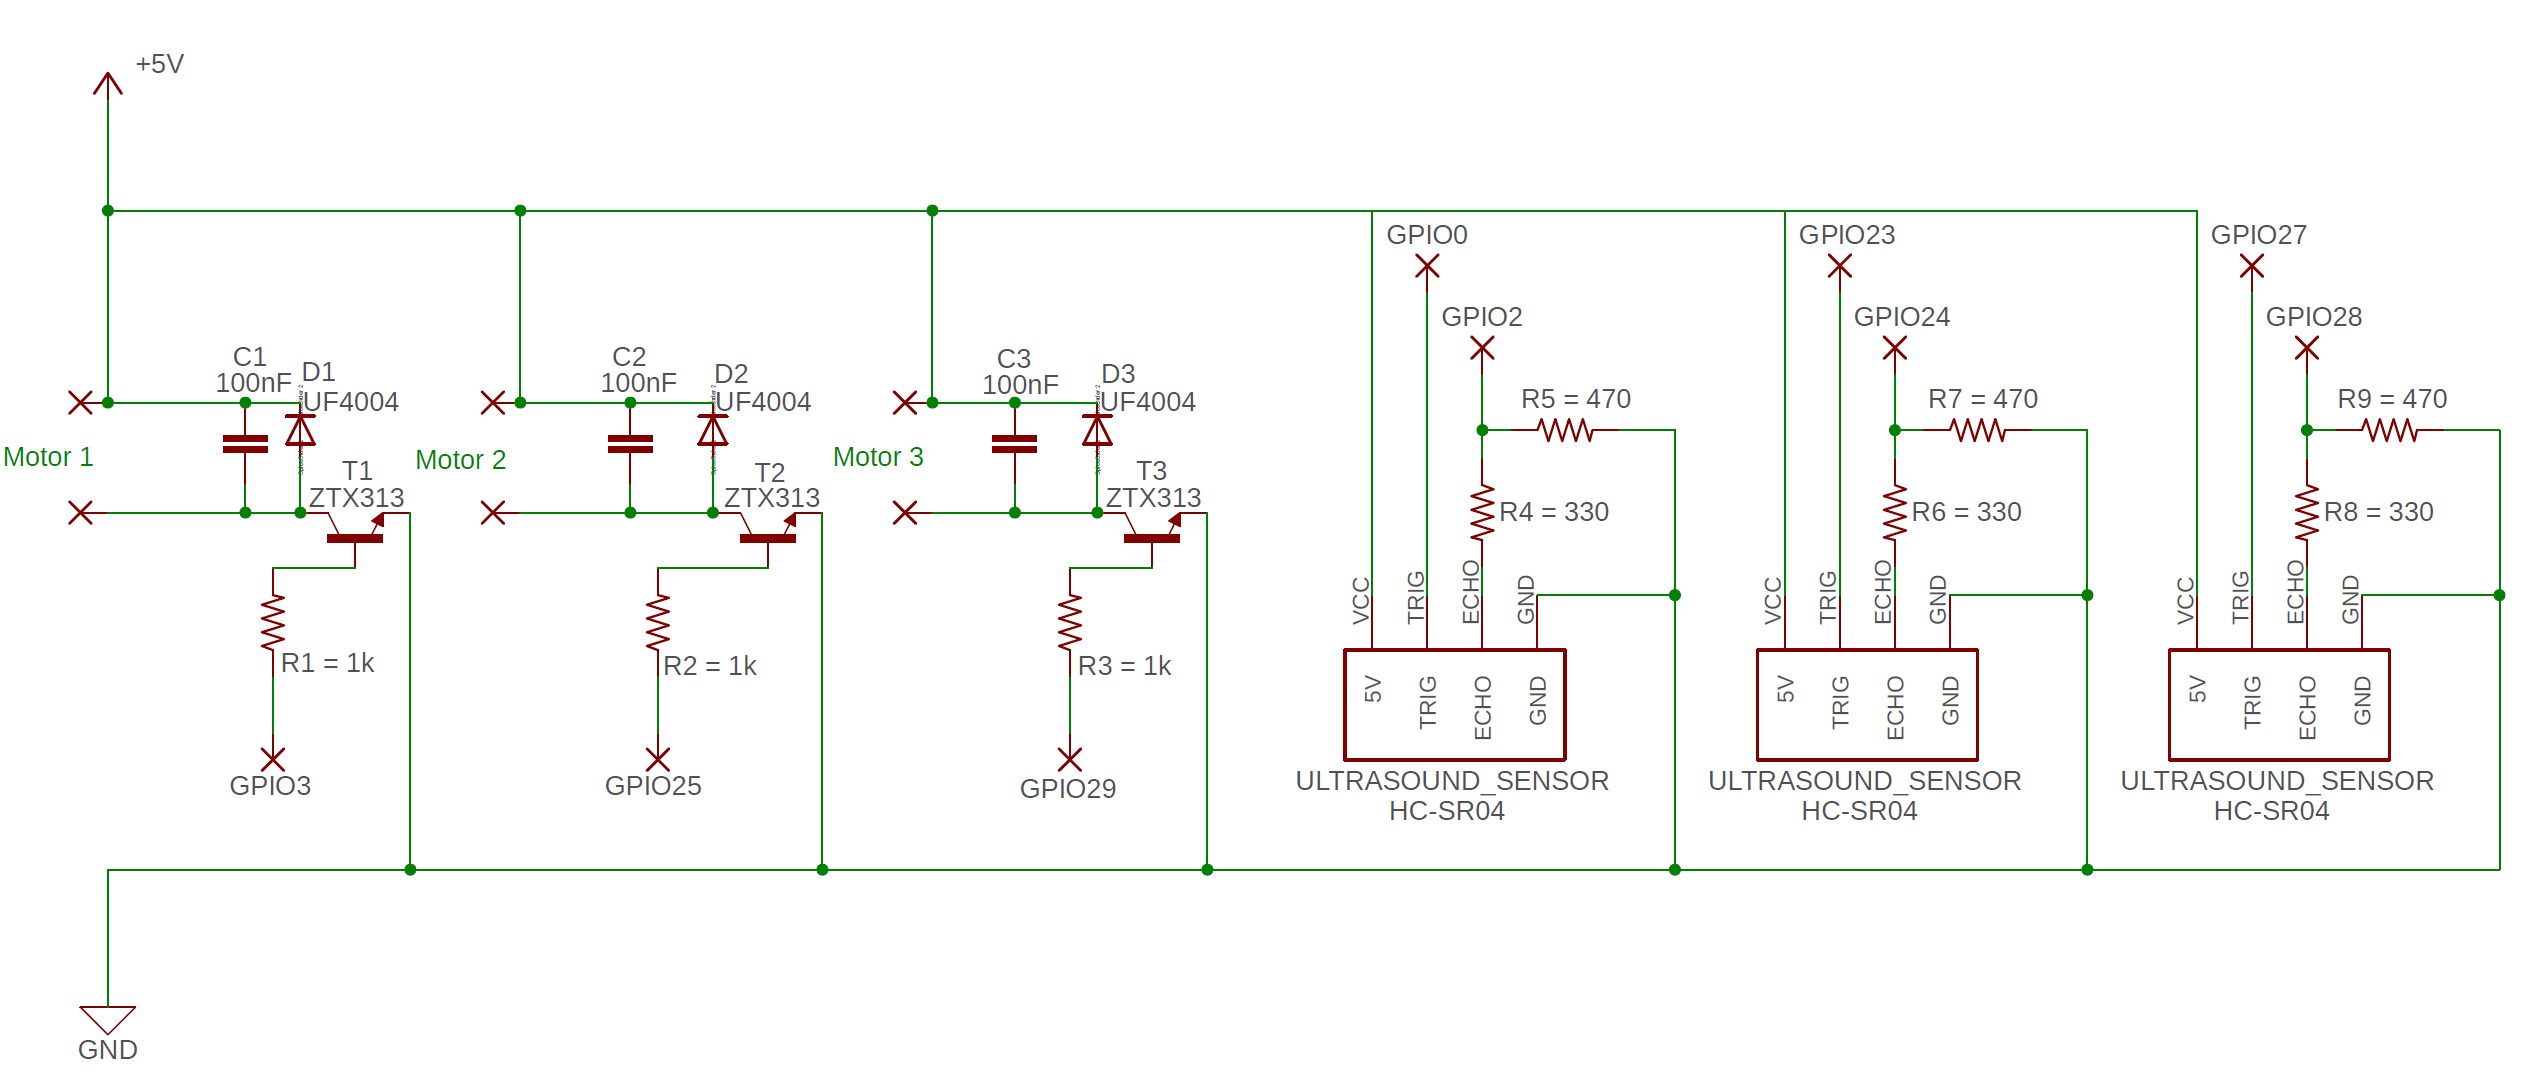 +5V
GPIO0
GPIO23
GPIO27
GPIO2
GPIO24
GPIO28
C1
100nF
D1
UF4004
C2
100nF
D2
UF4004
C3
100nF
D3
UF4004
R5 = 470
R7 = 470
R9 = 470
Motor 1
Motor 2
Motor 3
T1
ZTX313
T2
ZTX313
T3
ZTX313
R4 = 330
R6 = 330
R8 = 330
VCC
TRIG
ECHO
GND
VCC
TRIG
ECHO
GND
VCC
TRIG
ECHO
GND
R1 = 1k
R2 = 1k
R3 = 1k
5V
TRIG
ECHO
GND
5V
TRIG
ECHO
GND
5V
TRIG
ECHO
GND
GPIO3
GPIO25
GPIO29
ULTRASOUND_SENSOR
HC-SR04
ULTRASOUND_SENSOR
HC-SR04
ULTRASOUND_SENSOR
HC-SR04
GND